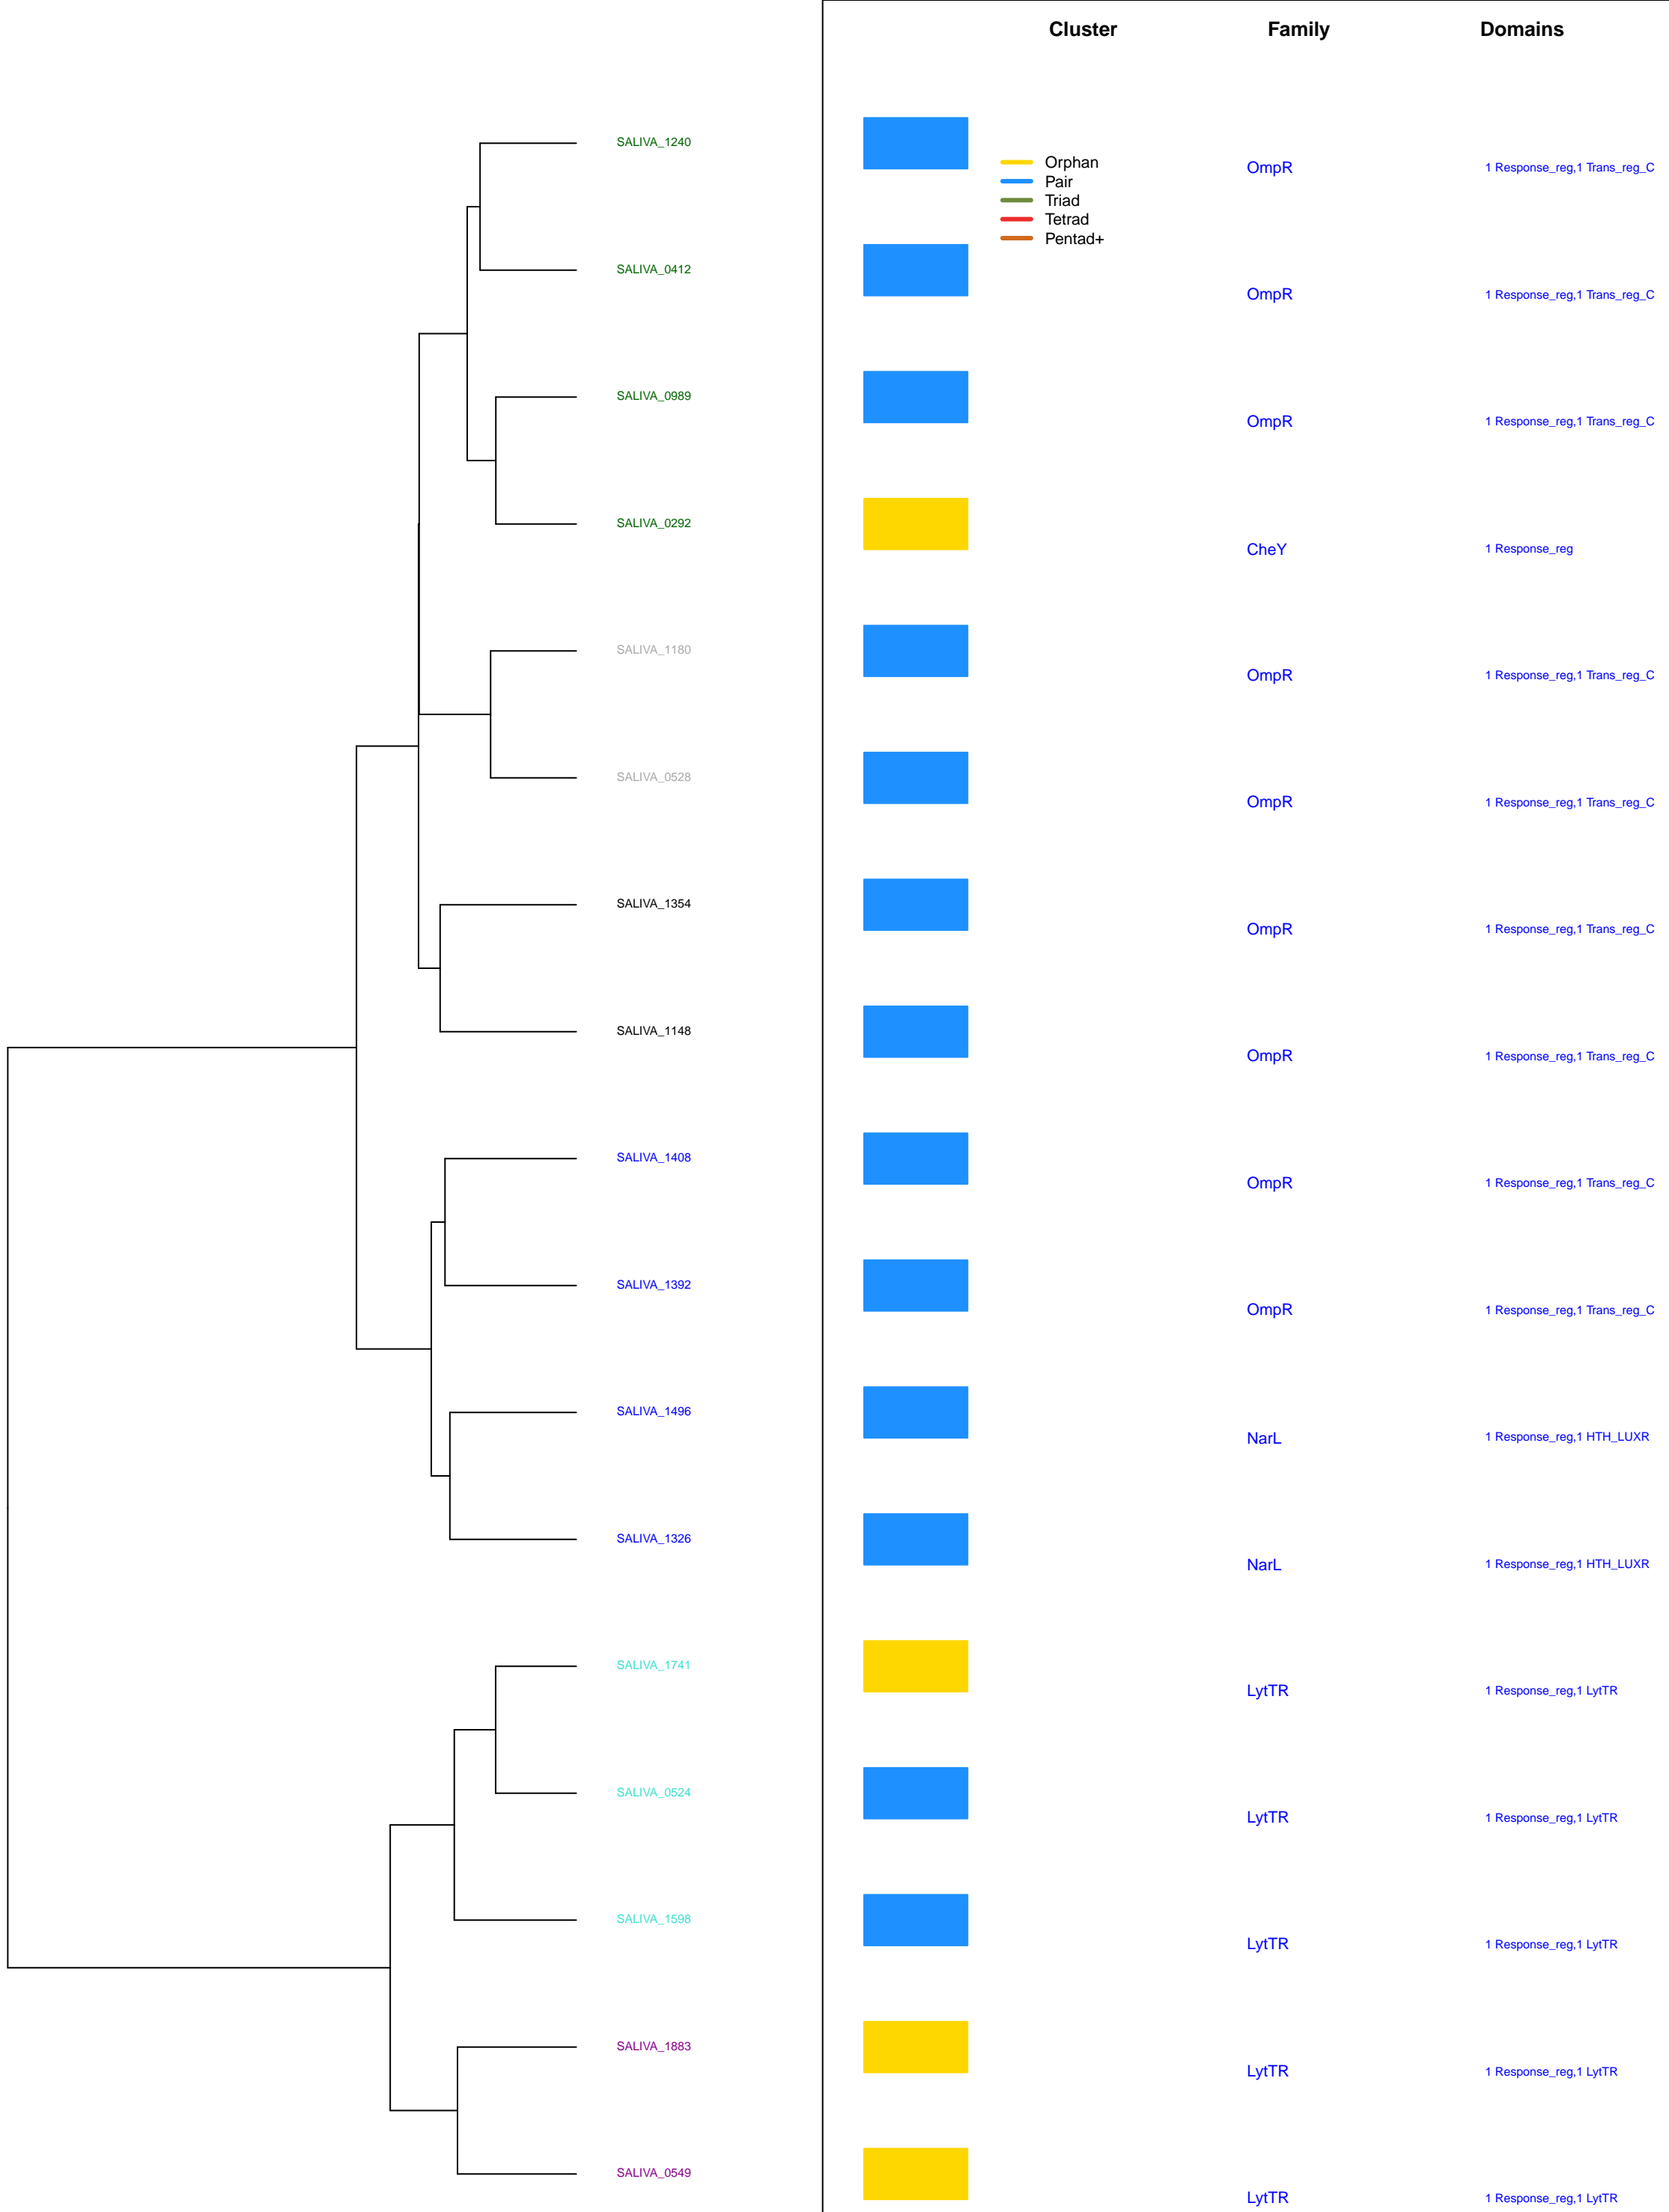 Cluster Family Domains
SALIVA_1240
Orphan
OmpR 1 Response_reg,1 Trans_reg_C
Pair
Triad
Tetrad
Pentad+
SALIVA_0412
OmpR 1 Response_reg,1 Trans_reg_C
SALIVA_0989
OmpR 1 Response_reg,1 Trans_reg_C
SALIVA_0292
CheY 1 Response_reg
SALIVA_1180
OmpR 1 Response_reg,1 Trans_reg_C
SALIVA_0528
OmpR 1 Response_reg,1 Trans_reg_C
SALIVA_1354
OmpR 1 Response_reg,1 Trans_reg_C
SALIVA_1148
OmpR 1 Response_reg,1 Trans_reg_C
SALIVA_1408
OmpR 1 Response_reg,1 Trans_reg_C
SALIVA_1392
OmpR 1 Response_reg,1 Trans_reg_C
SALIVA_1496
NarL 1 Response_reg,1 HTH_LUXR
SALIVA_1326
NarL 1 Response_reg,1 HTH_LUXR
SALIVA_1741
LytTR 1 Response_reg,1 LytTR
SALIVA_0524
LytTR 1 Response_reg,1 LytTR
SALIVA_1598
LytTR 1 Response_reg,1 LytTR
SALIVA_1883
LytTR 1 Response_reg,1 LytTR
SALIVA_0549
LytTR 1 Response_reg,1 LytTR